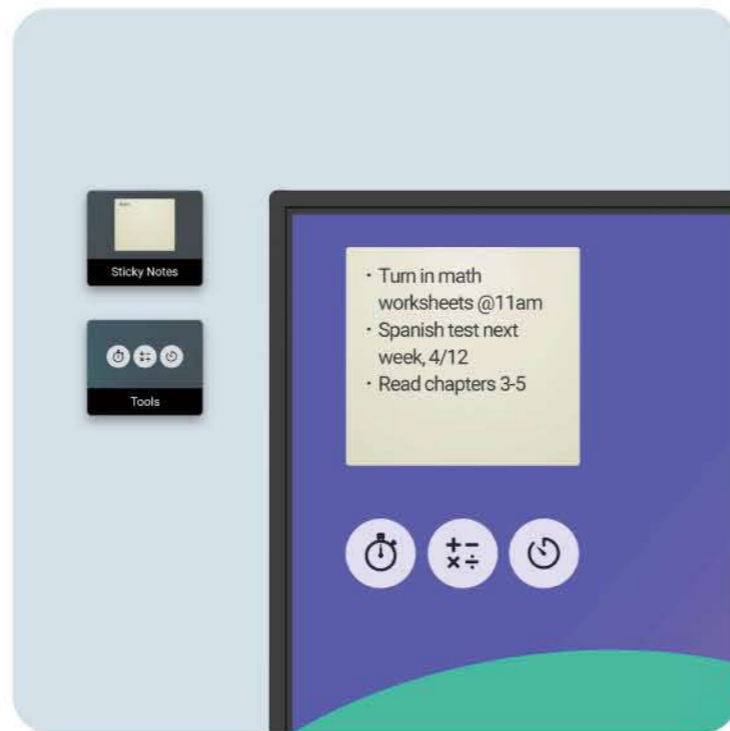 Sticky Notes
Tools
· Turn in math
worksheets @11am
· Spanish test next
week, 4/12
· Read chapters 3-5